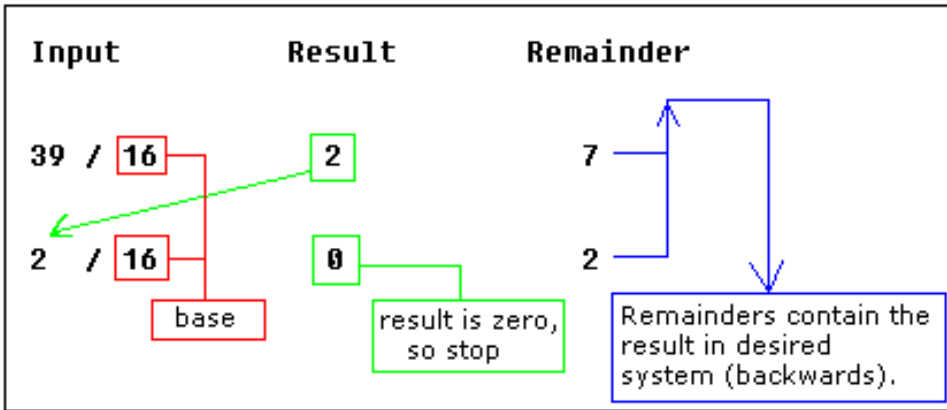 Input Result Remainder
39 / 16 2 7
2 / 16 0 2
base
result is zero,
so stop
Remainders contain the
result in desired
system (backwards).